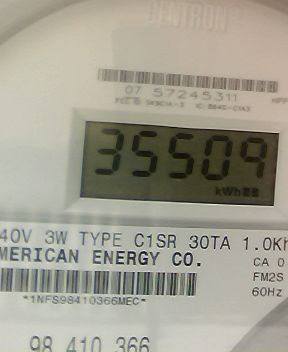 CENTRON®
07 57245311
35509
kWh
40V 3W TYPE C1SR 30TA 1.0Kh
MERICAN ENERGY CO.
CA 0
FM2S
*1NFS98410366MEC*
60Hz
98 410 366